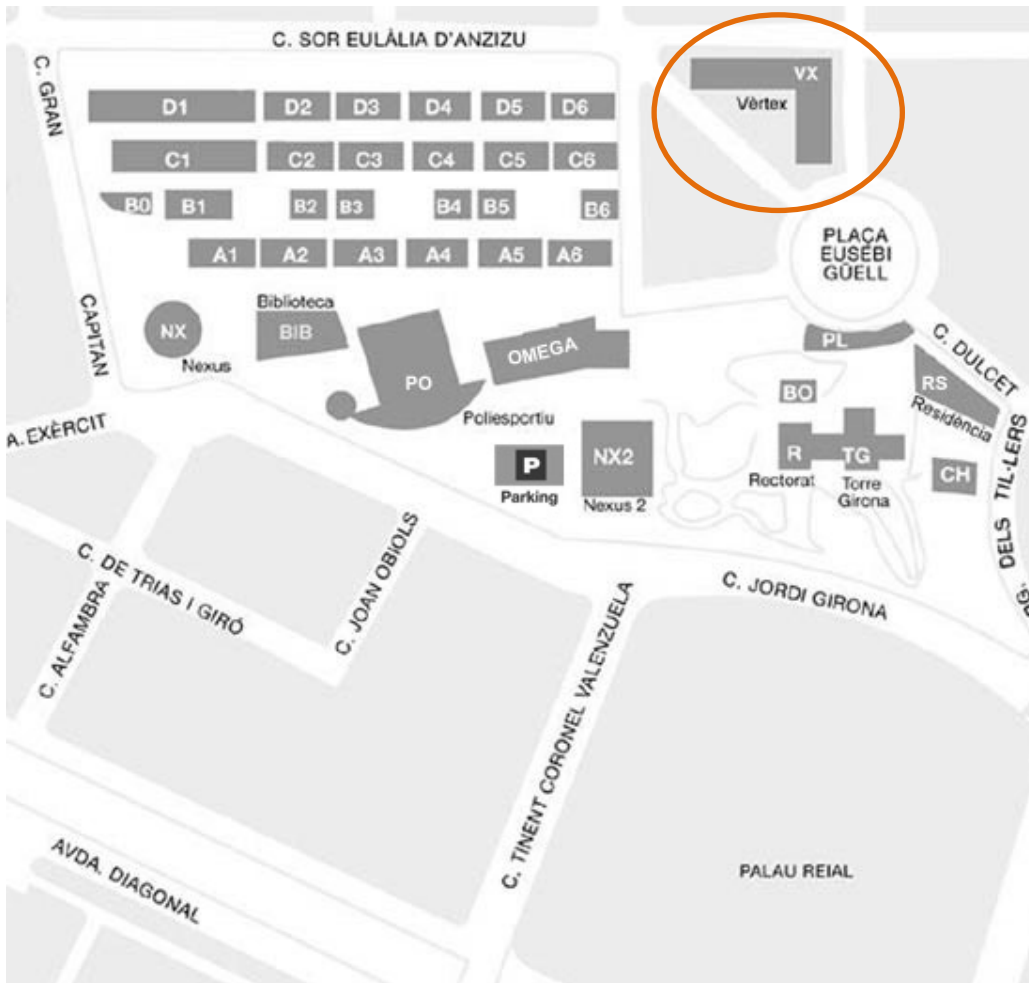 C. SOR EULÀLIA D'ANZIZU
C. GRAN
CAPITAN
VX
Vèrtex
D1
D2
D3
D4
D5
D6
C1
C2
C3
C4
C5
C6
B0
B1
B2
B3
B4
B5
B6
A1
A2
A3
A4
A5
A6
PLAÇA
EUSEBI
GÜELL
Biblioteca
BIB
NX
Nexus
PO
Poliesportiu
OMEGA
PL
C. DULCET
RS
Residència
BO
R
Rectorat
TG
Torre
Girona
CH
DELS TIL·LERS
P
Parking
NX2
Nexus 2
A. EXÈRCIT
C. DE TRIAS I GIRÓ
C. JOAN OBIOLS
C. ALFAMBRA
C. JORDI GIRONA
C. TINENT CORONEL VALENZUELA
AVDA. DIAGONAL
PALAU REIAL